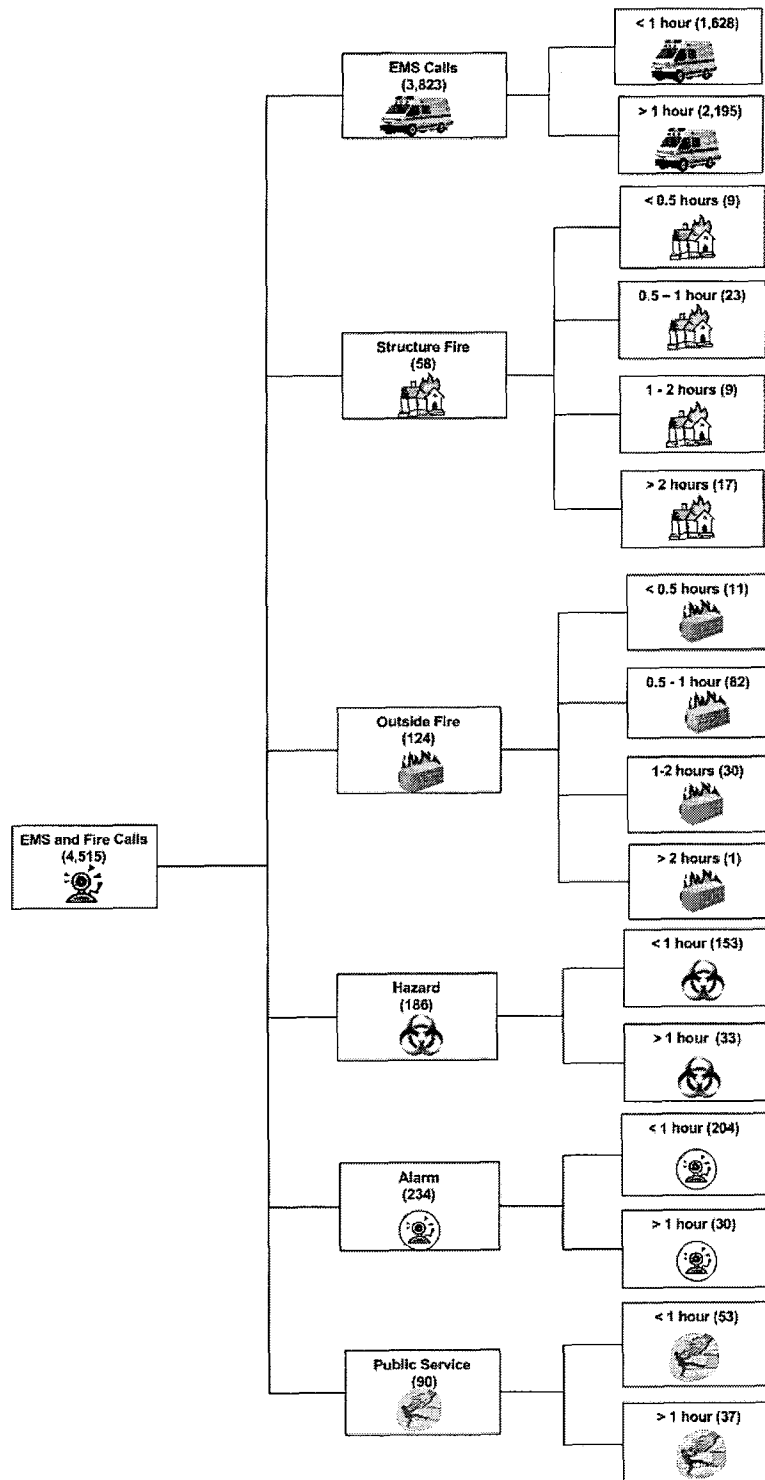 < 1 hour (1,628)
EMS Calls
(3,823)
> 1 hour (2,195)
< 0.5 hours (9)
0.5 – 1 hour (23)
Structure Fire
(58)
1 - 2 hours (9)
> 2 hours (17)
< 0.5 hours (11)
0.5 - 1 hour (82)
Outside Fire
(124)
1-2 hours (30)
EMS and Fire Calls
(4,515)
> 2 hours (1)
< 1 hour (153)
Hazard
(186)
> 1 hour (33)
< 1 hour (204)
Alarm
(234)
> 1 hour (30)
< 1 hour (53)
Public Service
(90)
> 1 hour (37)